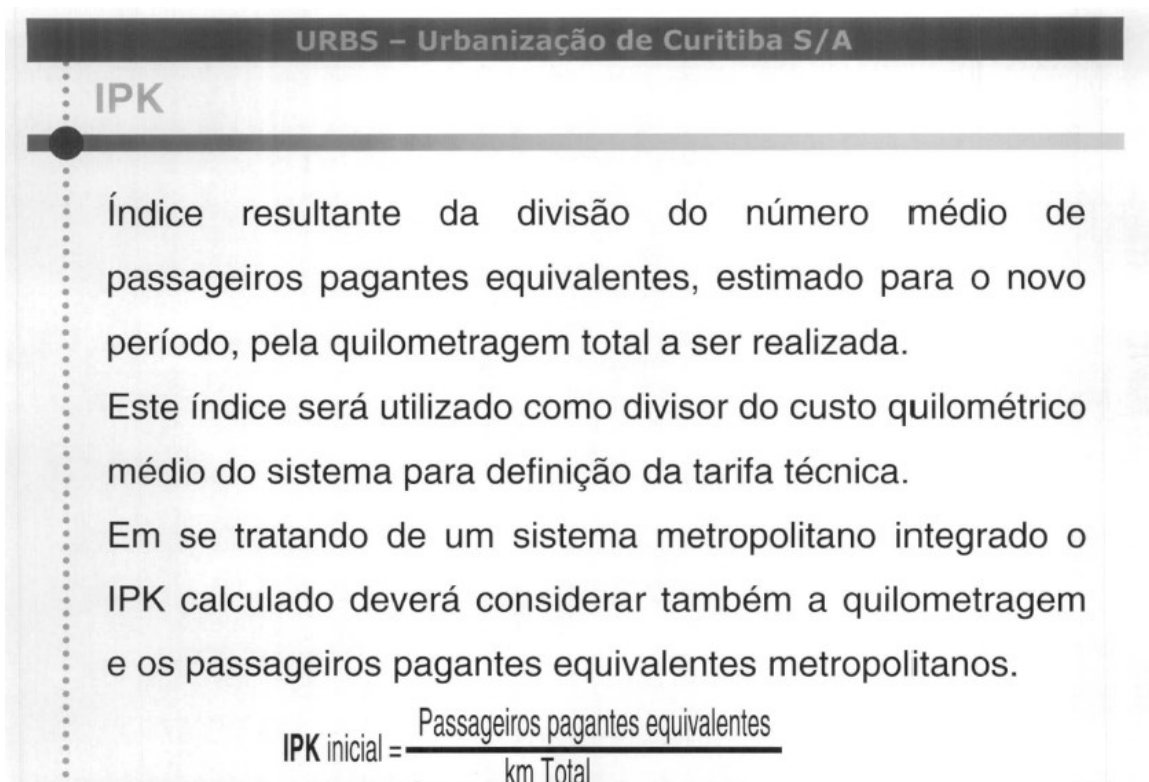 URBS – Urbanização de Curitiba S/A
IPK
Índice resultante da divisão do número médio de
passageiros pagantes equivalentes, estimado para o novo
período, pela quilometragem total a ser realizada.
Este índice será utilizado como divisor do custo quilométrico
médio do sistema para definição da tarifa técnica.
Em se tratando de um sistema metropolitano integrado o
IPK calculado deverá considerar também a quilometragem
e os passageiros pagantes equivalentes metropolitanos.
IPK inicial = Passageiros pagantes equivalentes
km Total